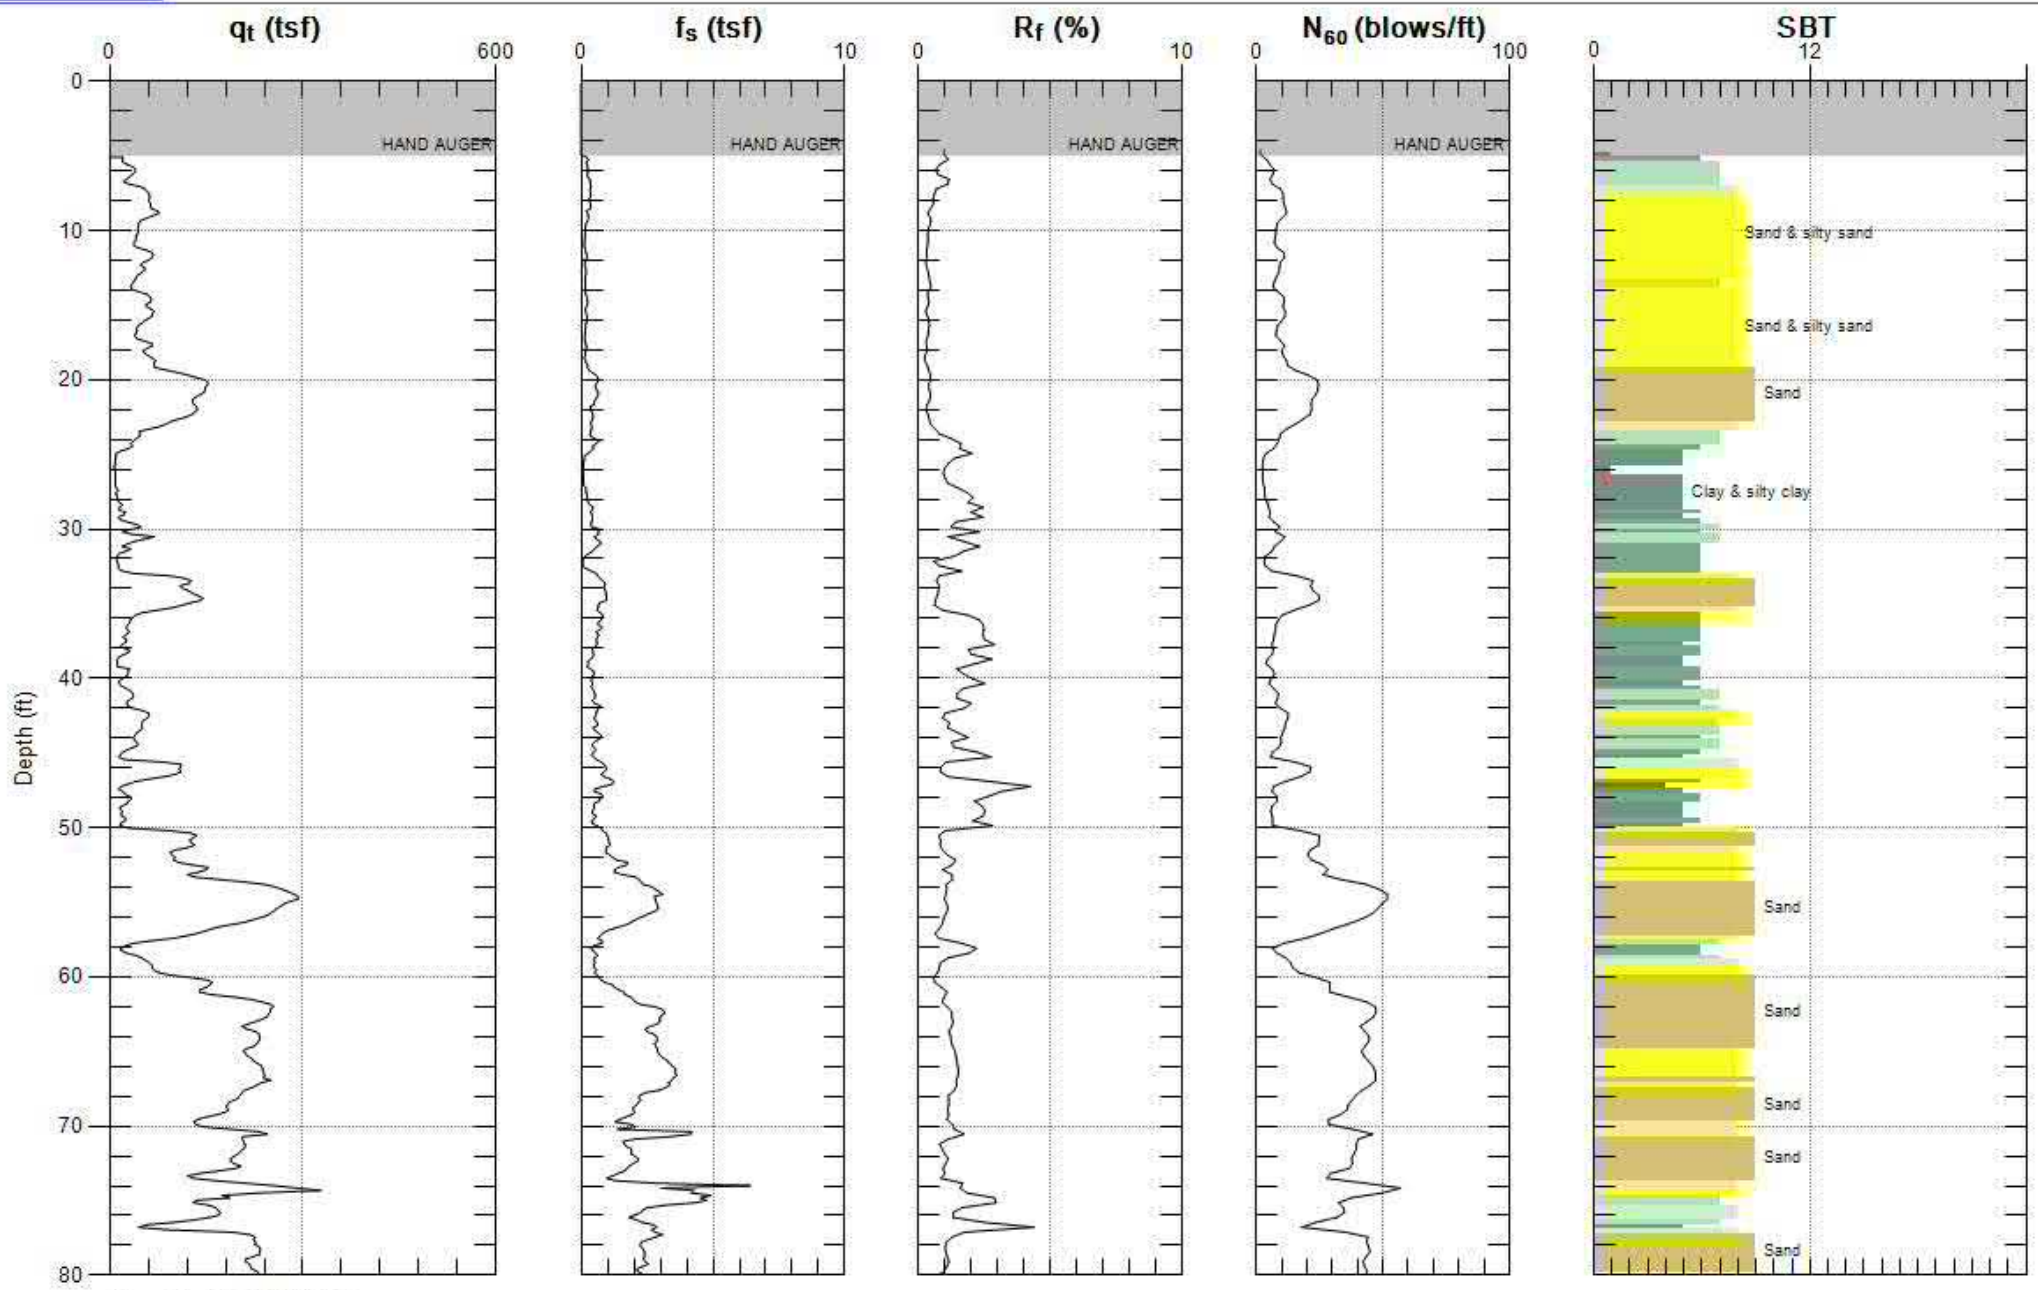 qt (tsf)
fs (tsf)
Rf (%)
N60 (blows/ft)
SBT
0 600
0 10
0 10
0 100
0 12
0
HAND AUGER
HAND AUGER
HAND AUGER
HAND AUGER
10
Sand & silty sand
Sand & silty sand
20
Sand
Clay & silty clay
30
40
Depth (ft)
50
Sand
60
Sand
Sand
70
Sand
Sand
80